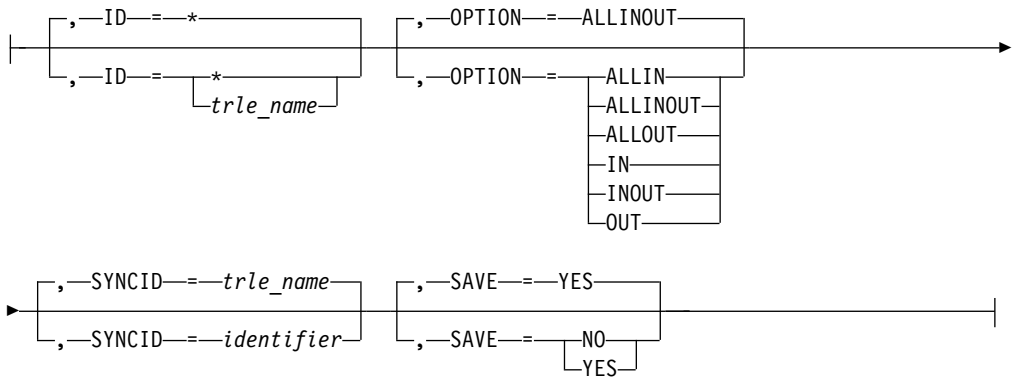 , ID = * , OPTION = ALLINOUT
, ID = * , OPTION = ALLIN
trle_name ALLINOUT
ALLOUT
IN
INOUT
OUT
, SYNCID = trle_name , SAVE = YES
, SYNCID = identifier , SAVE = NO
YES